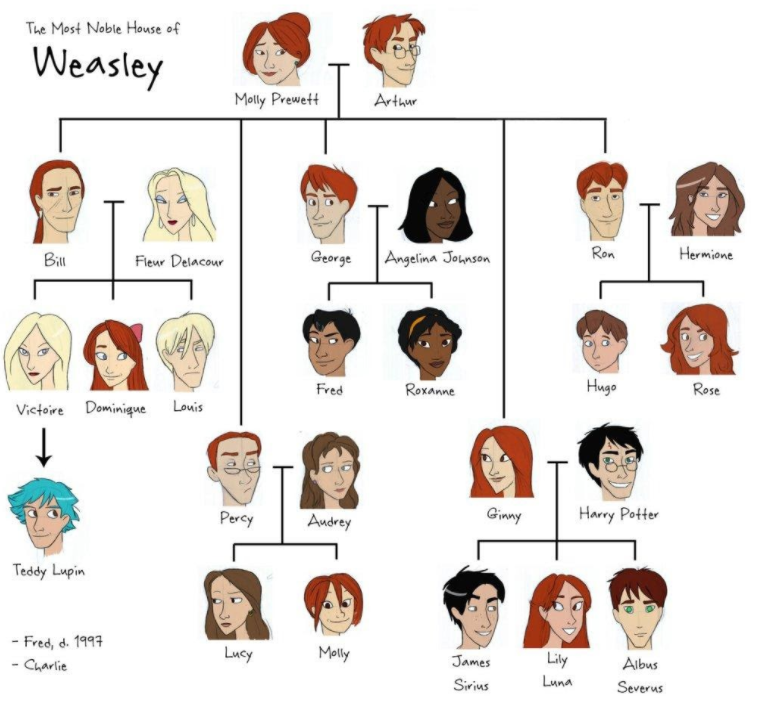 The Most Noble House of
Weasley
Molly Prewett
Arthur
Bill
Fleur Delacour
George
Angelina Johnson
Ron
Hermione
Victoire
Dominique
Louis
Fred
Roxanne
Hugo
Rose
Percy
Audrey
Ginny
Harry Potter
Teddy Lupin
Lucy
Molly
James
Sirius
Lily
Luna
Albus
Severus
- Fred, d. 1997
- Charlie